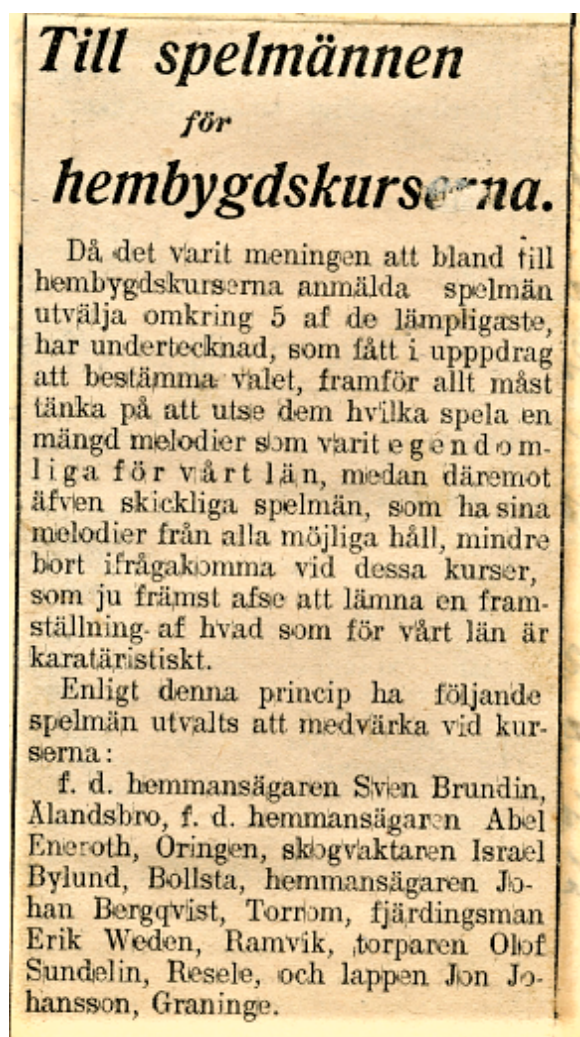 Till spelmännen
för
hembygdskurserna.
Då det varit meningen att bland till
hembygdskurserna anmälda spelmän
utvälja omkring 5 af de lämpligaste,
har undertecknad, som fått i upppdrag
att bestämma valet, framför allt måst
tänka på att utse dem hvilka spela en
mängd melodier som varit egendom-
liga för vårt län, medan däremot
äfven skickliga spelmän, som ha sina
melodier från alla möjliga håll, mindre
bort ifrågakomma vid dessa kurser,
som ju främst afse att lämna en fram-
ställning af hvad som för vårt län är
karatäristiskt.
Enligt denna princip ha följande
spelmän utvalts att medvärka vid kur-
serna:
f. d. hemmansägaren Sven Brundin,
Älandsbro, f. d. hemmansägaren Abel
Eneroth, Öringen, skogvaktaren Israel
Bylund, Bollsta, hemmansägaren Jo-
han Bergqvist, Torrom, fjärdingsman
Erik Weden, Ramvik, torparen Olof
Sundelin, Resele, och lappen Jon Jo-
hansson, Graninge.